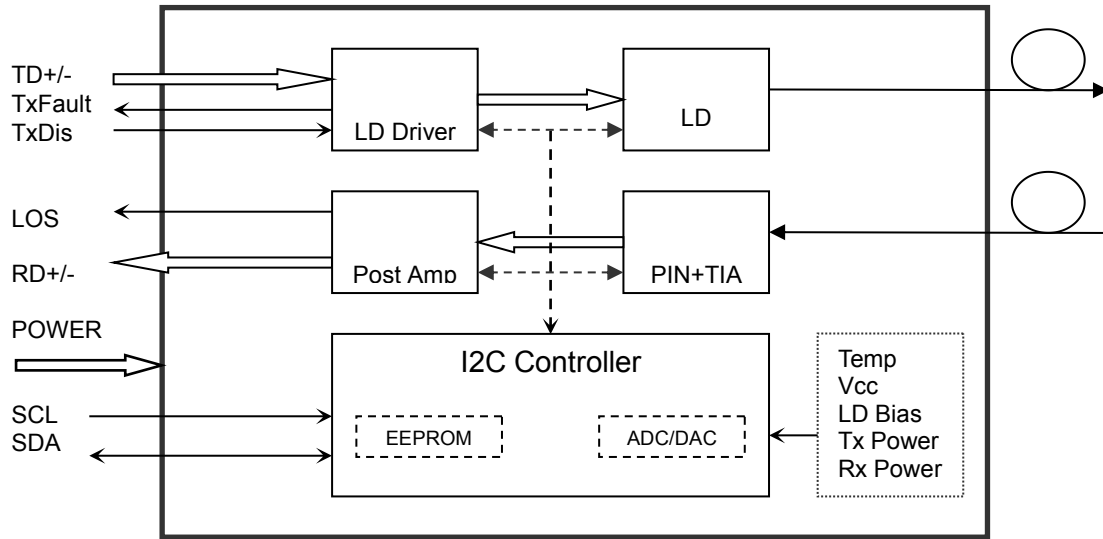 TD+/-
TxFault
TxDis
LD Driver
LD
LOS
RD+/-
Post Amp
PIN+TIA
POWER
SCL
SDA
I2C Controller
EEPROM
ADC/DAC
Temp
Vcc
LD Bias
Tx Power
Rx Power